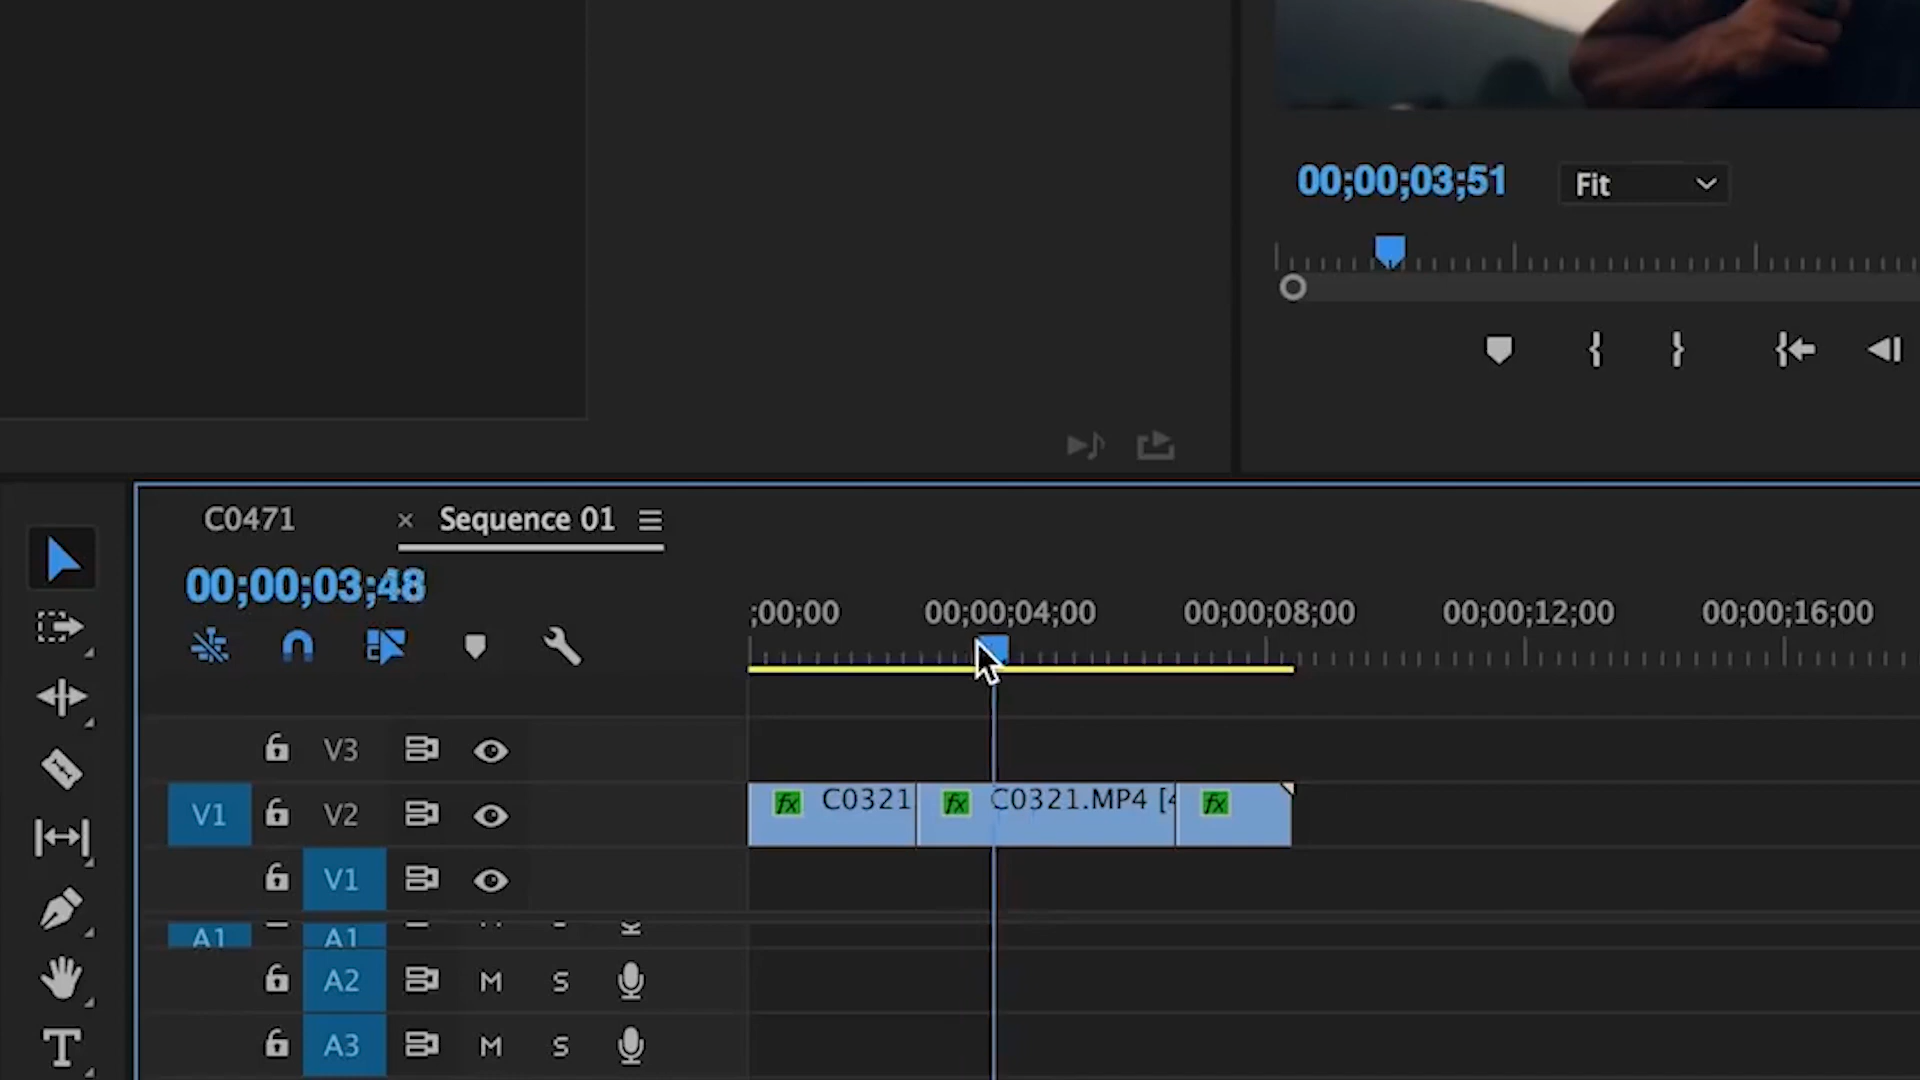 00;00;03;51 Fit
C0471 × Sequence 01
00;00;03;48
;00;00 00;00;04;00 00;00;08;00 00;00;12;00 00;00;16;00
V3
V1 V2 fx C0321 fx C0321.MP4 [4 fx
V1
A1 A1
A2 M S
A3 M S
T